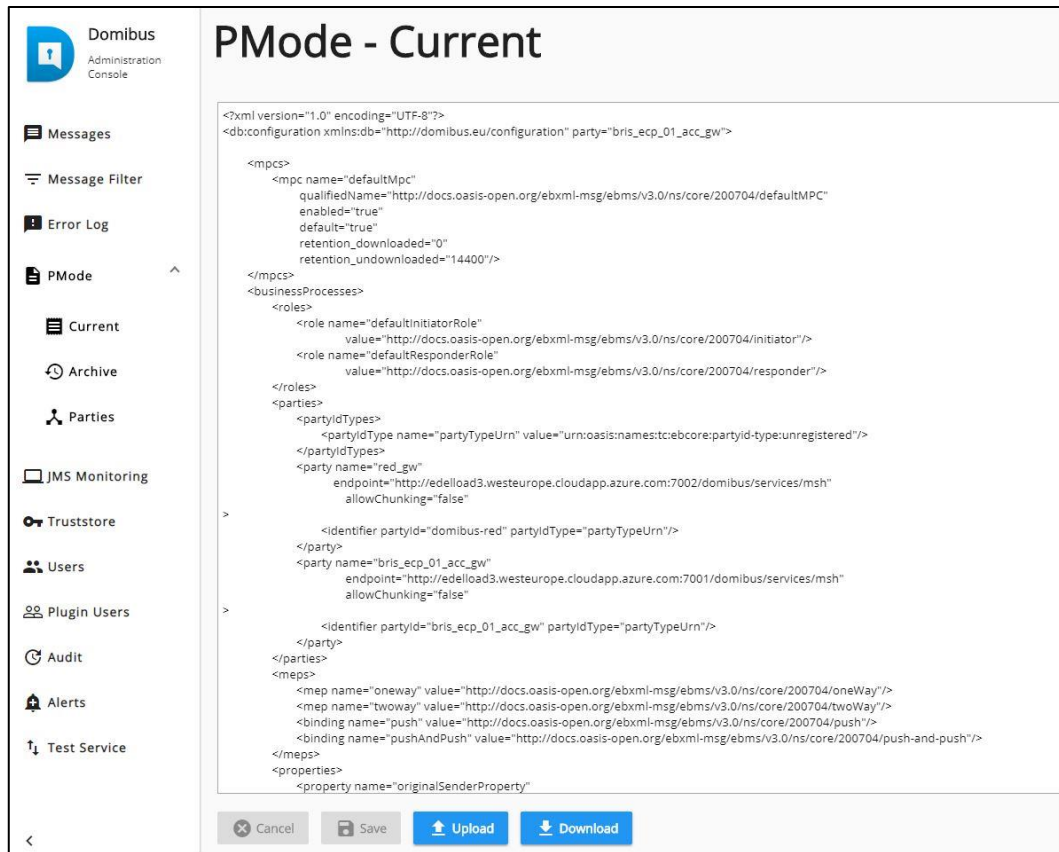 Domibus
Administration
Console
Messages
Message Filter
Error Log
PMode
Current
Archive
Parties
JMS Monitoring
Truststore
Users
Plugin Users
Audit
Alerts
Test Service
PMode - Current
<?xml version="1.0" encoding="UTF-8"?>
<db:configuration xmlns:db="http://domibus.eu/configuration" party="bris_ecp_01_acc_gw">
<mpcs>
<mpc name="defaultMpc"
qualifiedName="http://docs.oasis-open.org/ebxml-msg/ebms/v3.0/ns/core/200704/defaultMPC"
enabled="true"
default="true"
retention_downloaded="0"
retention_undownloaded="14400"/>
</mpcs>
<businessProcesses>
<roles>
<role name="defaultInitiatorRole"
value="http://docs.oasis-open.org/ebxml-msg/ebms/v3.0/ns/core/200704/initiator"/>
<role name="defaultResponderRole"
value="http://docs.oasis-open.org/ebxml-msg/ebms/v3.0/ns/core/200704/responder"/>
</roles>
<parties>
<partyIdTypes>
<partyIdType name="partyTypeUrn" value="urn:oasis:names:tc:ebcore:partyid-type:unregistered"/>
</partyIdTypes>
<party name="red_gw"
endpoint="http://edelload3.westeurope.cloudapp.azure.com:7002/domibus/services/msh"
allowChunking="false"
>
<identifier partyId="domibus-red" partyIdType="partyTypeUrn"/>
</party>
<party name="bris_ecp_01_acc_gw"
endpoint="http://edelload3.westeurope.cloudapp.azure.com:7001/domibus/services/msh"
allowChunking="false"
>
<identifier partyId="bris_ecp_01_acc_gw" partyIdType="partyTypeUrn"/>
</party>
</parties>
<meps>
<mep name="oneway" value="http://docs.oasis-open.org/ebxml-msg/ebms/v3.0/ns/core/200704/oneWay"/>
<mep name="twoway" value="http://docs.oasis-open.org/ebxml-msg/ebms/v3.0/ns/core/200704/twoWay"/>
<binding name="push" value="http://docs.oasis-open.org/ebxml-msg/ebms/v3.0/ns/core/200704/push"/>
<binding name="pushAndPush" value="http://docs.oasis-open.org/ebxml-msg/ebms/v3.0/ns/core/200704/push-and-push"/>
</meps>
<properties>
<property name="originalSenderProperty"
Cancel
Save
Upload
Download